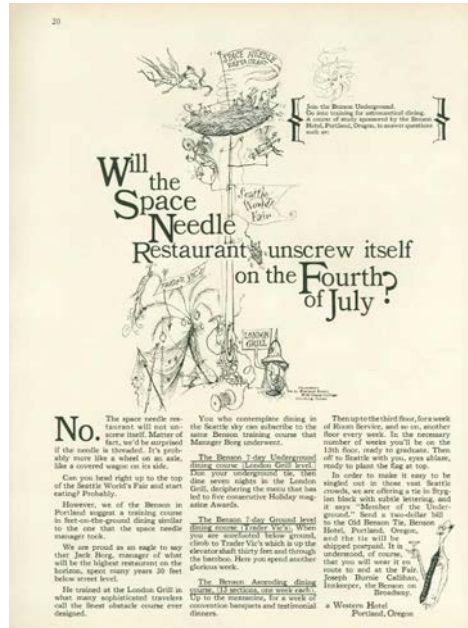 20
SPACE NEEDLE
RESTAURANT
Join the Benson Underground.
Go into training for astronautical dining.
A course of study sponsored by the Benson
Hotel, Portland, Oregon, to answer questions
such as:
Seattle
World's
Fair
Will
the
Space
Needle
Restaurant unscrew itself
on the Fourth
of July?
TRADER VIC'S
LONDON
GRILL
No. The space needle res-
taurant will not un-
screw itself. Matter of
fact, we'd be surprised
if the needle is threaded. It's prob-
ably more like a wheel on an axle,
like a covered wagon on its side.
Can you head right up to the top
of the Seattle World's Fair and start
eating? Probably.
However, we of the Benson in
Portland suggest a training course
in feet-on-the-ground dining similar
to the one that the space needle
manager took.
We are proud as an eagle to say
that Jack Borg, manager of what
will be the highest restaurant on the
horizon, spent many years 20 feet
below street level.
He trained at the London Grill in
what many sophisticated travelers
call the finest obstacle course ever
designed.
You who contemplate dining in
the Seattle sky can subscribe to the
same Benson training course that
Manager Borg underwent.
The Benson 7-day Underground
dining course (London Grill level.)
Don your underground tie, then
dine seven nights in the London
Grill, deciphering the menu that has
led to five consecutive Holiday mag-
azine Awards.
The Benson 7-day Ground level
dining course (Trader Vic's). When
you are acclimated below ground,
climb to Trader Vic's which is up the
elevator shaft thirty feet and through
the bamboo. Here you spend another
glorious week.
The Benson Ascending dining
course, (13 sections, one week each).
Up to the mezzanine, for a week of
convention banquets and testimonial
dinners.
Then up to the third floor, for a week
of Room Service, and so on, another
floor every week. In the necessary
number of weeks you'll be on the
13th floor, ready to graduate. Then
off to Seattle with you, eyes ablaze,
ready to plant the flag at top.
In order to make it easy to be
singled out in those vast Seattle
crowds, we are offering a tie in Stygi-
an black with subtle lettering, and
it says "Member of the Under-
ground." Send a two-dollar bill
to the Old Benson Tie, Benson
Hotel, Portland, Oregon,
and the tie will be
shipped postpaid. It is
understood, of course,
that you will wear it en
route to and at the Fair.
Joseph Burnie Callihan,
Innkeeper, the Benson on
Broadway.
a Western Hotel
Portland, Oregon